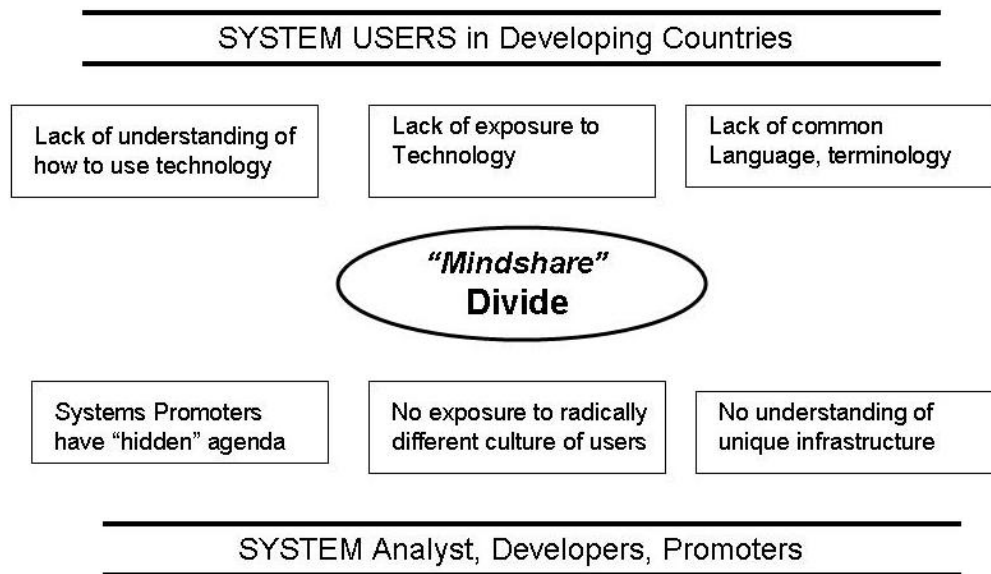 SYSTEM USERS in Developing Countries
Lack of understanding of
how to use technology
Lack of exposure to
Technology
Lack of common
Language, terminology
“Mindshare”
Divide
Systems Promoters
have “hidden” agenda
No exposure to radically
different culture of users
No understanding of
unique infrastructure
SYSTEM Analyst, Developers, Promoters